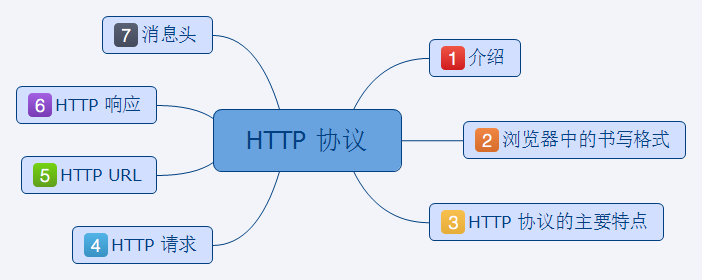 HTTP 协议
1 介绍
2 浏览器中的书写格式
3 HTTP 协议的主要特点
4 HTTP 请求
5 HTTP URL
6 HTTP 响应
7 消息头